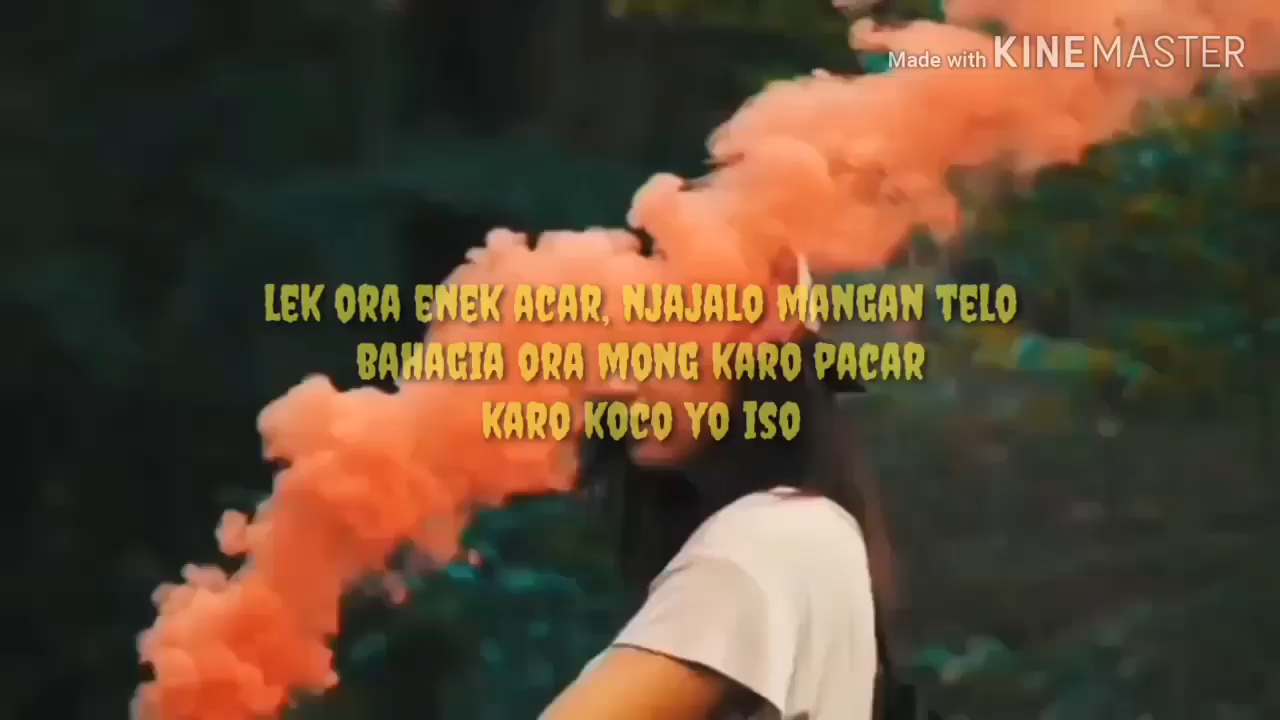 Made with KINEMASTER
LEK ORA ENEK ACAR, NJAJALO MANGAN TELO
BAHAGIA ORA MONG KARO PACAR
KARO KOCO YO ISO